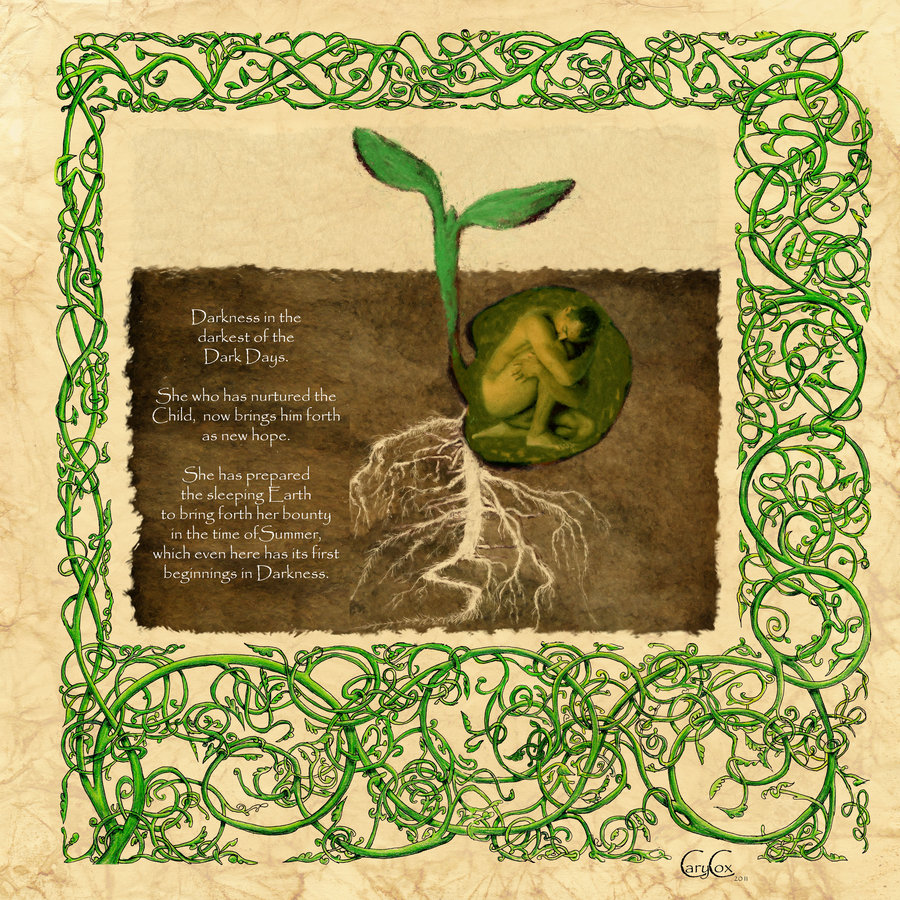 Darkness in the
darkest of the
Dark Days.
She who has nurtured the
Child, now brings him forth
as new hope.
She has prepared
the sleeping Earth
to bring forth her bounty
in the time of Summer,
which even here has its first
beginnings in Darkness.
CaryCox 2011